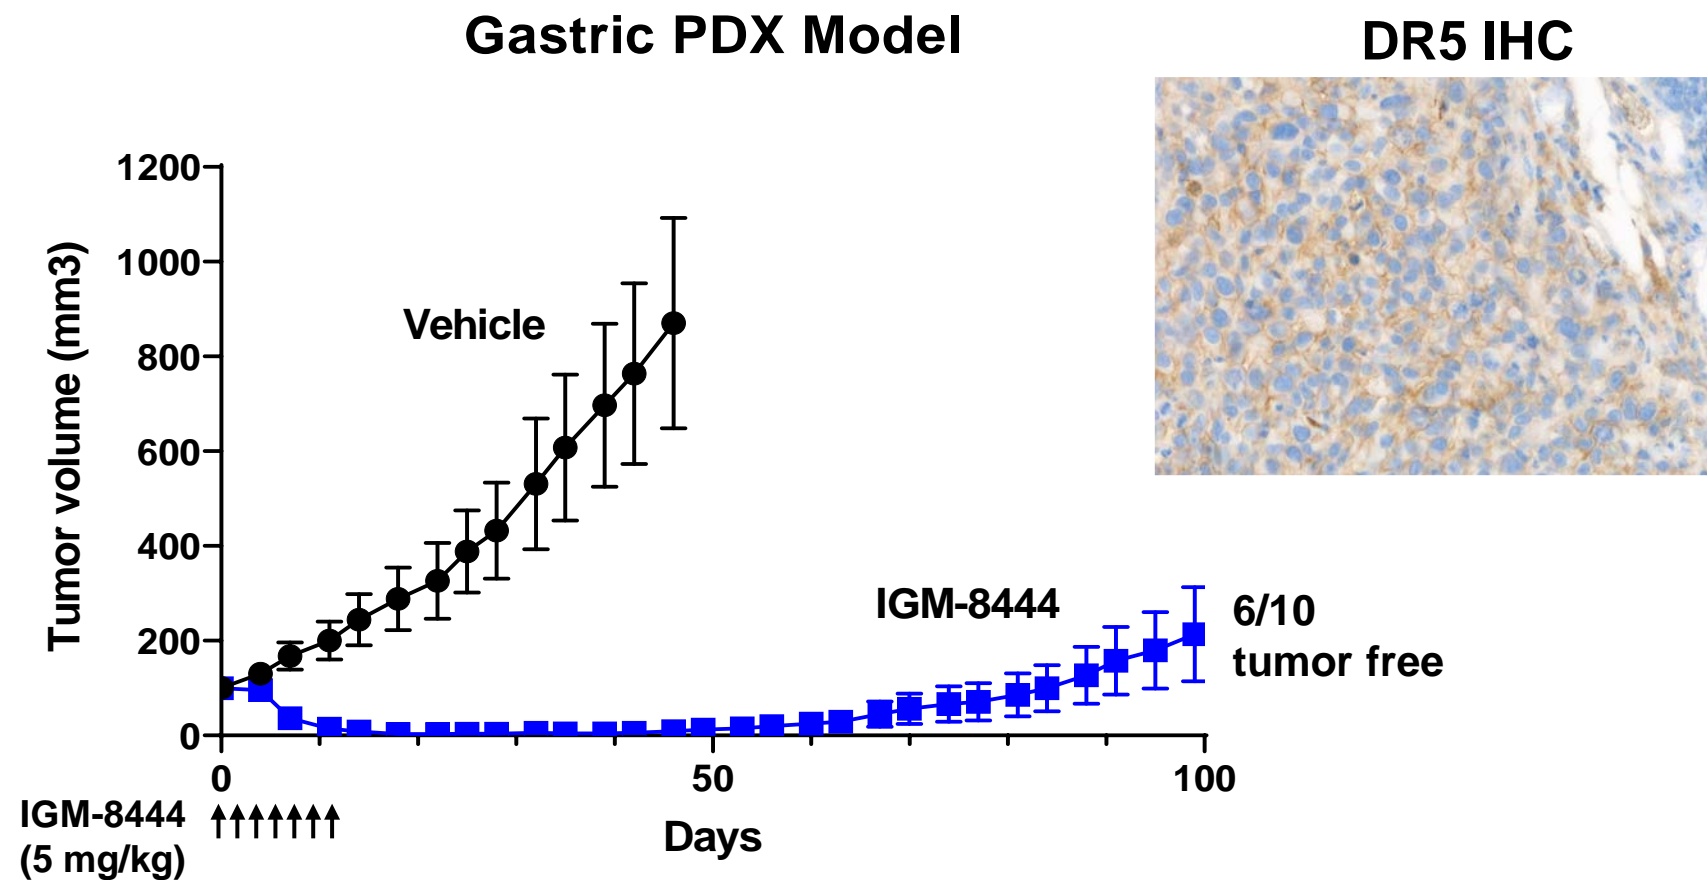 Gastric PDX Model
DR5 IHC
Tumor volume (mm3)
1200
1000
800
600
400
200
0
Vehicle
IGM-8444
6/10
tumor free
0
50
100
Days
IGM-8444
(5 mg/kg)